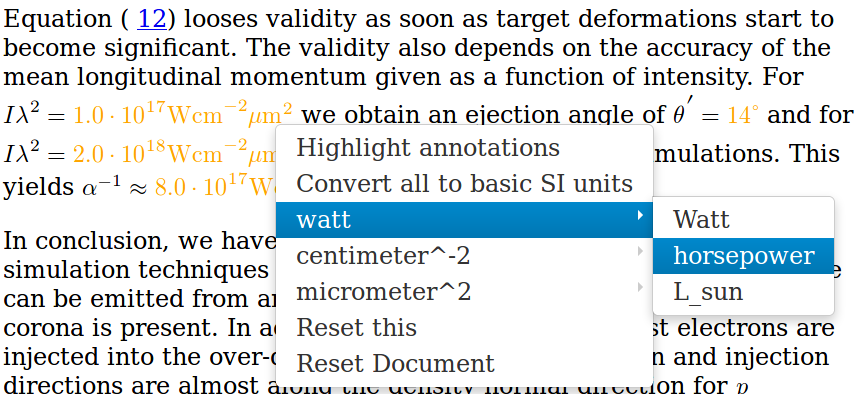 Equation ( 12) looses validity as soon as target deformations start to
become significant. The validity also depends on the accuracy of the
mean longitudinal momentum given as a function of intensity. For
Iλ² = 1.0 · 10¹⁷Wcm⁻²μm² we obtain an ejection angle of θ′ = 14° and for
Iλ² = 2.0 · 10¹⁸Wcm⁻²μm mulations. This
yields α⁻¹ ≈ 8.0 · 10¹⁷W
In conclusion, we have
simulation techniques
can be emitted from
corona is present. In st electrons are
injected into the over- n and injection
directions are almost along the density normal direction for p
Highlight annotations
Convert all to basic SI units
watt
centimeter^-2
micrometer^2
Reset this
Reset Document
Watt
horsepower
L_sun